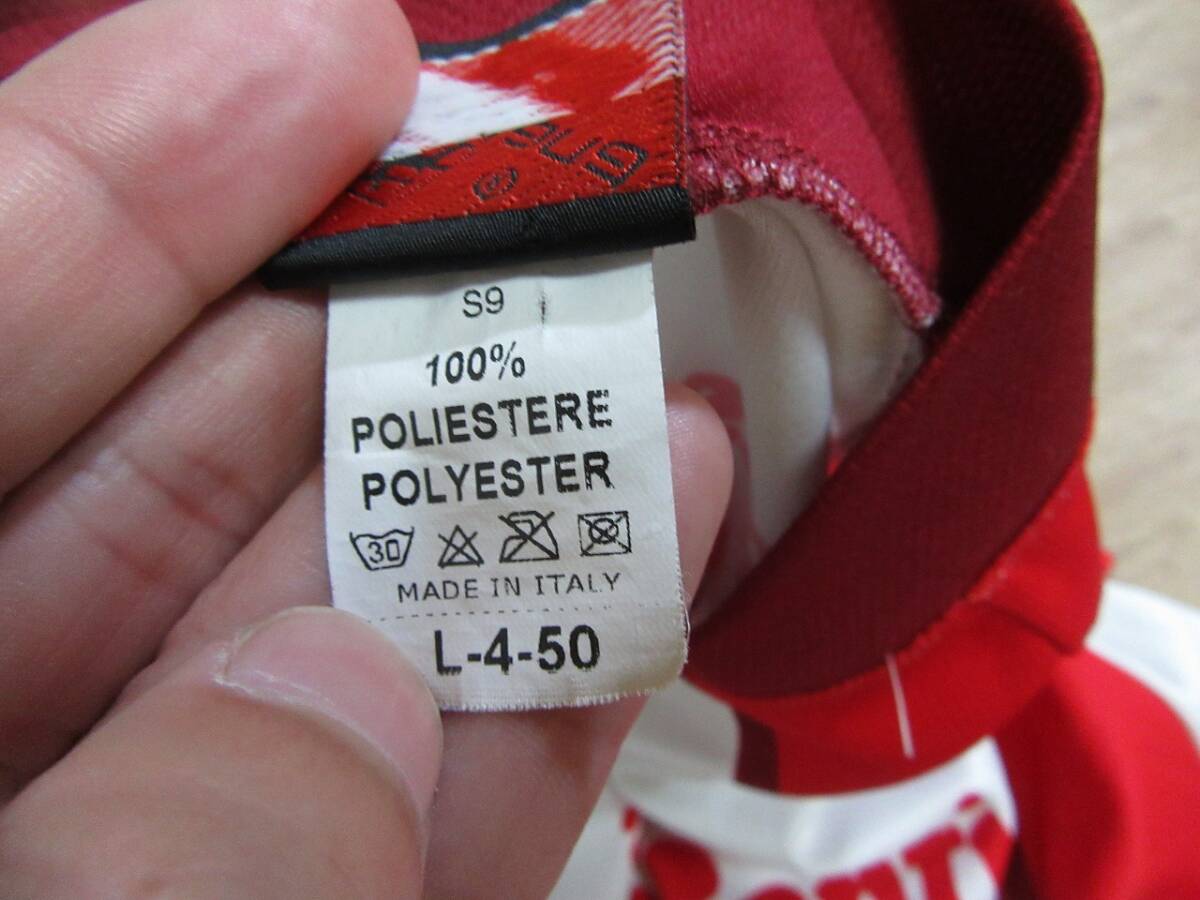 S9
100%
POLIESTERE
POLYESTER
30
MADE IN ITALY
L-4-50